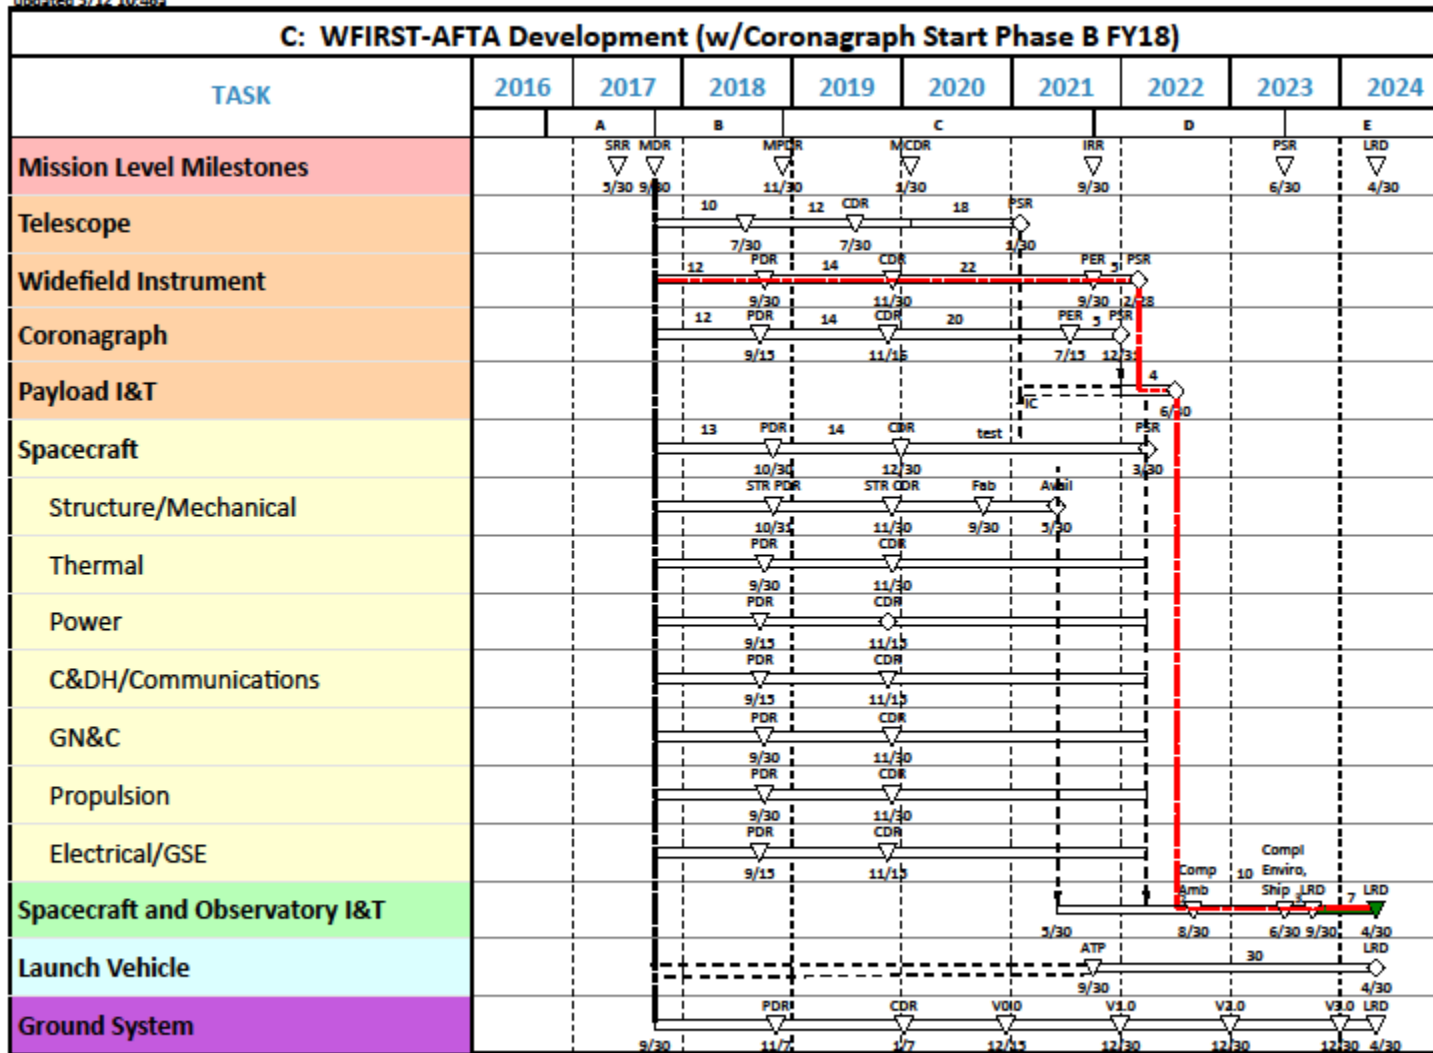 Updated 5/12 10:48a
C: WFIRST-AFTA Development (w/Coronagraph Start Phase B FY18)
TASK 2016 2017 2018 2019 2020 2021 2022 2023 2024
A B C D E
SRR MDR MPDR MCDR IRR PSR LRD
Mission Level Milestones
5/30 9/30 11/30 1/30 9/30 6/30 4/30
10 12 CDR 18 PSR
Telescope
7/30 7/30 1/30
12 PDR 14 CDR 22 PER 5 PSR
Widefield Instrument
9/30 11/30 9/30 2/28
12 PDR 14 CDR 20 PER 5 PSR
Coronagraph
9/15 11/15 7/15 12/31
4
Payload I&T
IC 6/30
13 PDR 14 CDR test PSR
Spacecraft
10/30 12/30 3/30
STR PDR STR CDR Fab Avail
Structure/Mechanical
10/31 11/30 9/30 5/30
PDR CDR
Thermal
9/30 11/30
PDR CDR
Power
9/15 11/15
PDR CDR
C&DH/Communications
9/15 11/15
PDR CDR
GN&C
9/30 11/30
PDR CDR
Propulsion
9/30 11/30
PDR CDR
Electrical/GSE
9/15 11/15
Comp Amb 10 Compl Enviro, Ship LRD 7 LRD
Spacecraft and Observatory I&T
5/30 8/30 6/30 9/30 4/30
ATP 30 LRD
Launch Vehicle
9/30 4/30
PDR CDR V0.0 V1.0 V2.0 V3.0 LRD
Ground System
9/30 11/7 1/7 12/15 12/30 12/30 12/30 4/30